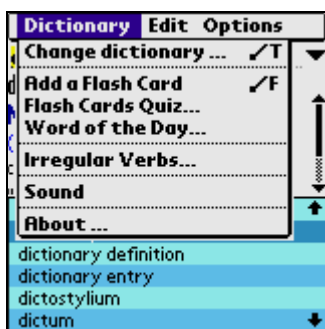 Dictionary Edit Options
Change dictionary ... ✓T
Add a Flash Card ✓F
Flash Cards Quiz...
Word of the Day...
Irregular Verbs...
Sound
About ...
dictionary definition
dictionary entry
dictostylium
dictum